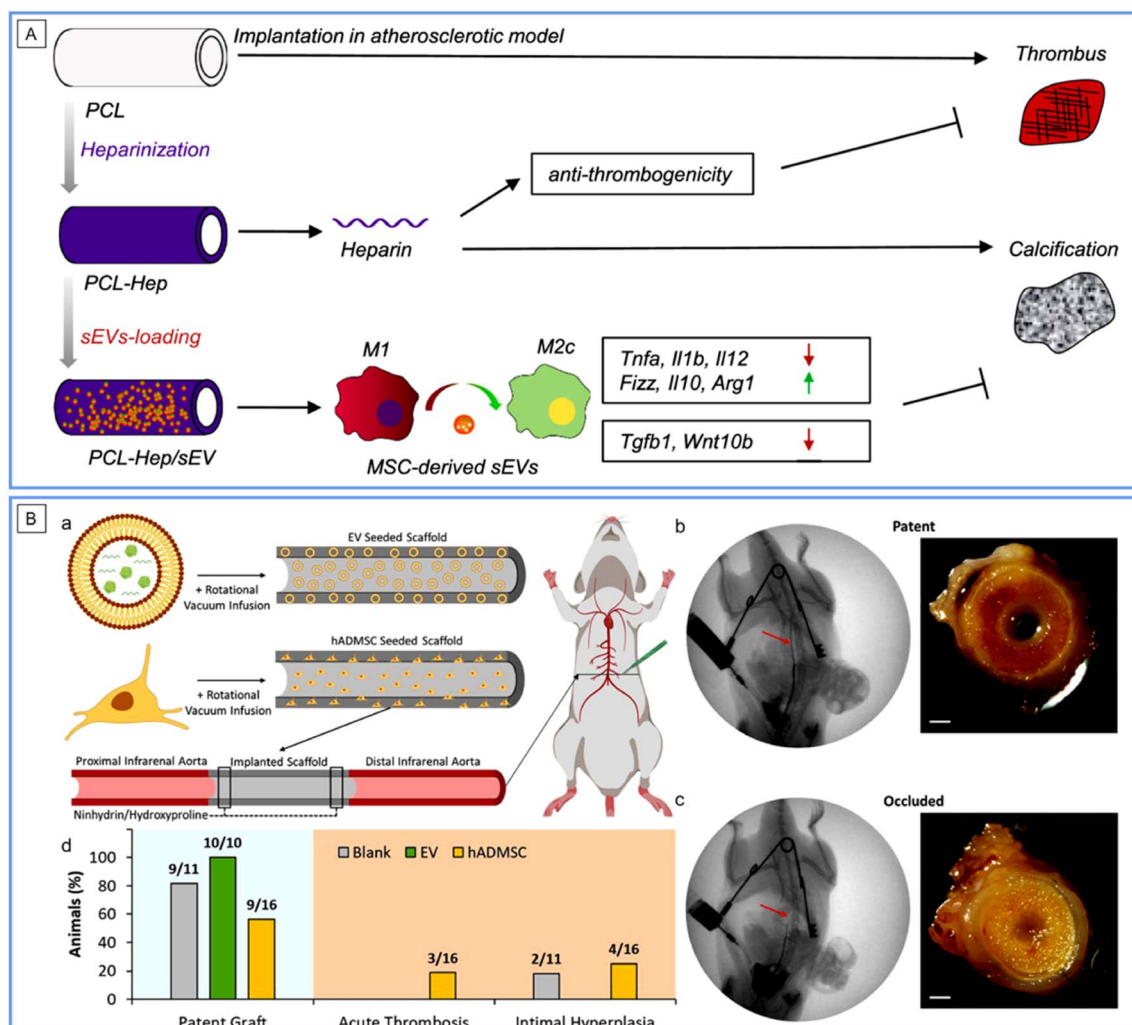 A
Implantation in atherosclerotic model
Thrombus
PCL
Heparinization
anti-thrombogenicity
Heparin
PCL-Hep
Calcification
sEVs-loading
M1
M2c
Tnfa, Il1b, Il12
Fizz, Il10, Arg1
Tgfb1, Wnt10b
PCL-Hep/sEV
MSC-derived sEVs
B
a
EV Seeded Scaffold
+ Rotational
Vacuum Infusion
hADMSC Seeded Scaffold
+ Rotational
Vacuum Infusion
Proximal Infrarenal Aorta
Implanted Scaffold
Distal Infrarenal Aorta
Ninhydrin/Hydroxyproline
b
Patent
c
Occluded
d
Animals (%)
100
80
60
40
20
0
Blank
EV
hADMSC
9/11
10/10
9/16
3/16
2/11
4/16
Patent Graft
Acute Thrombosis
Intimal Hyperplasia